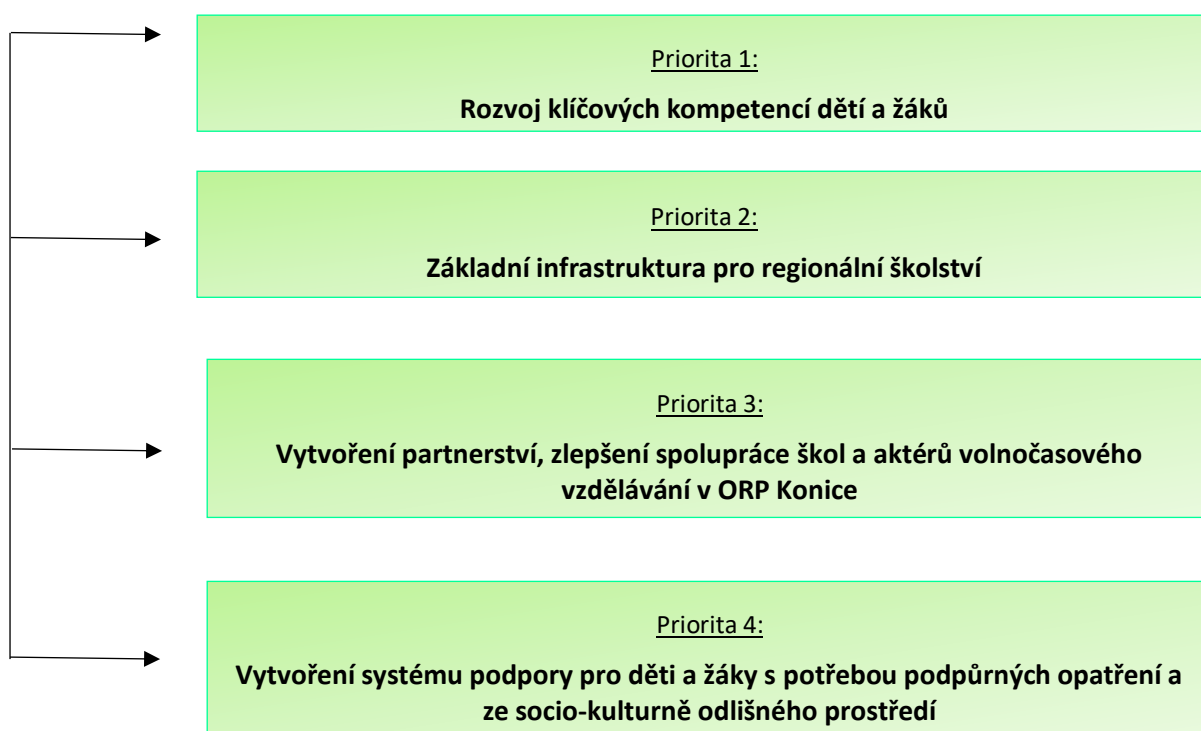 Priorita 1:
Rozvoj klíčových kompetencí dětí a žáků
Priorita 2:
Základní infrastruktura pro regionální školství
Priorita 3:
Vytvoření partnerství, zlepšení spolupráce škol a aktérů volnočasového
vzdělávání v ORP Konice
Priorita 4:
Vytvoření systému podpory pro děti a žáky s potřebou podpůrných opatření a
ze socio-kulturně odlišného prostředí